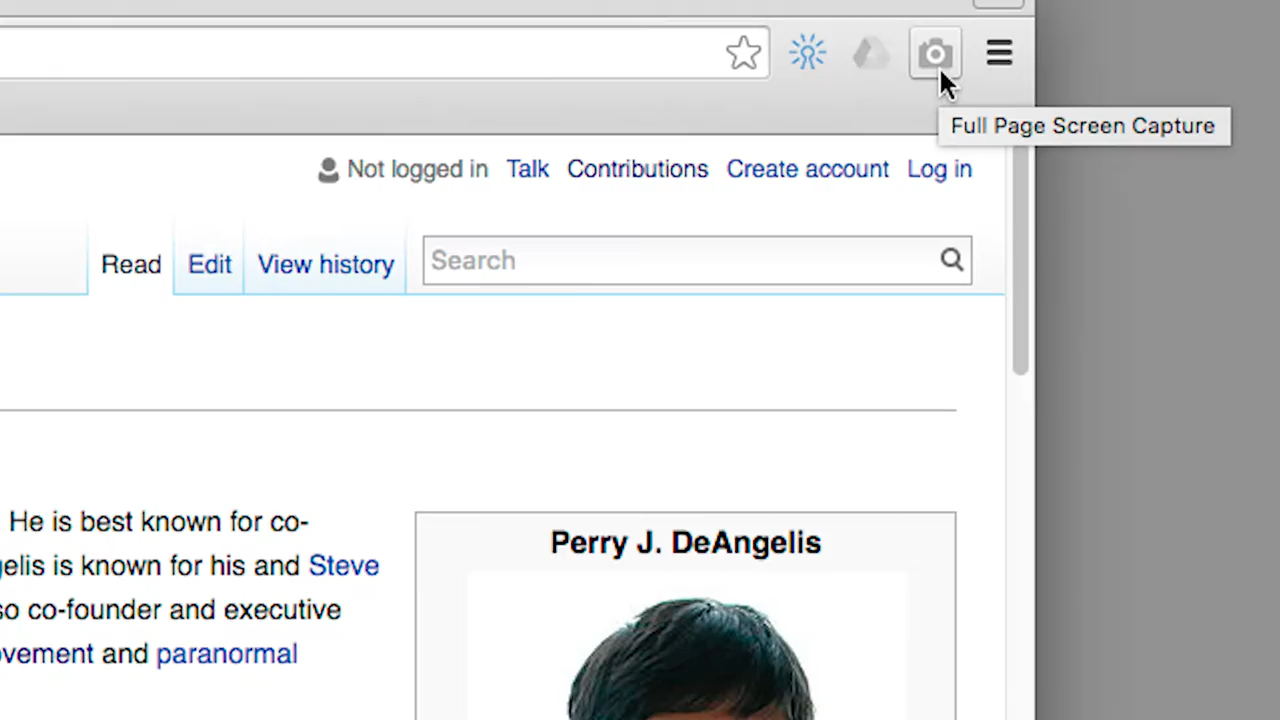 Full Page Screen Capture
Not logged in Talk Contributions Create account Log in
Read Edit View history Search
He is best known for co-
gelis is known for his and Steve
so co-founder and executive
ovement and paranormal
Perry J. DeAngelis